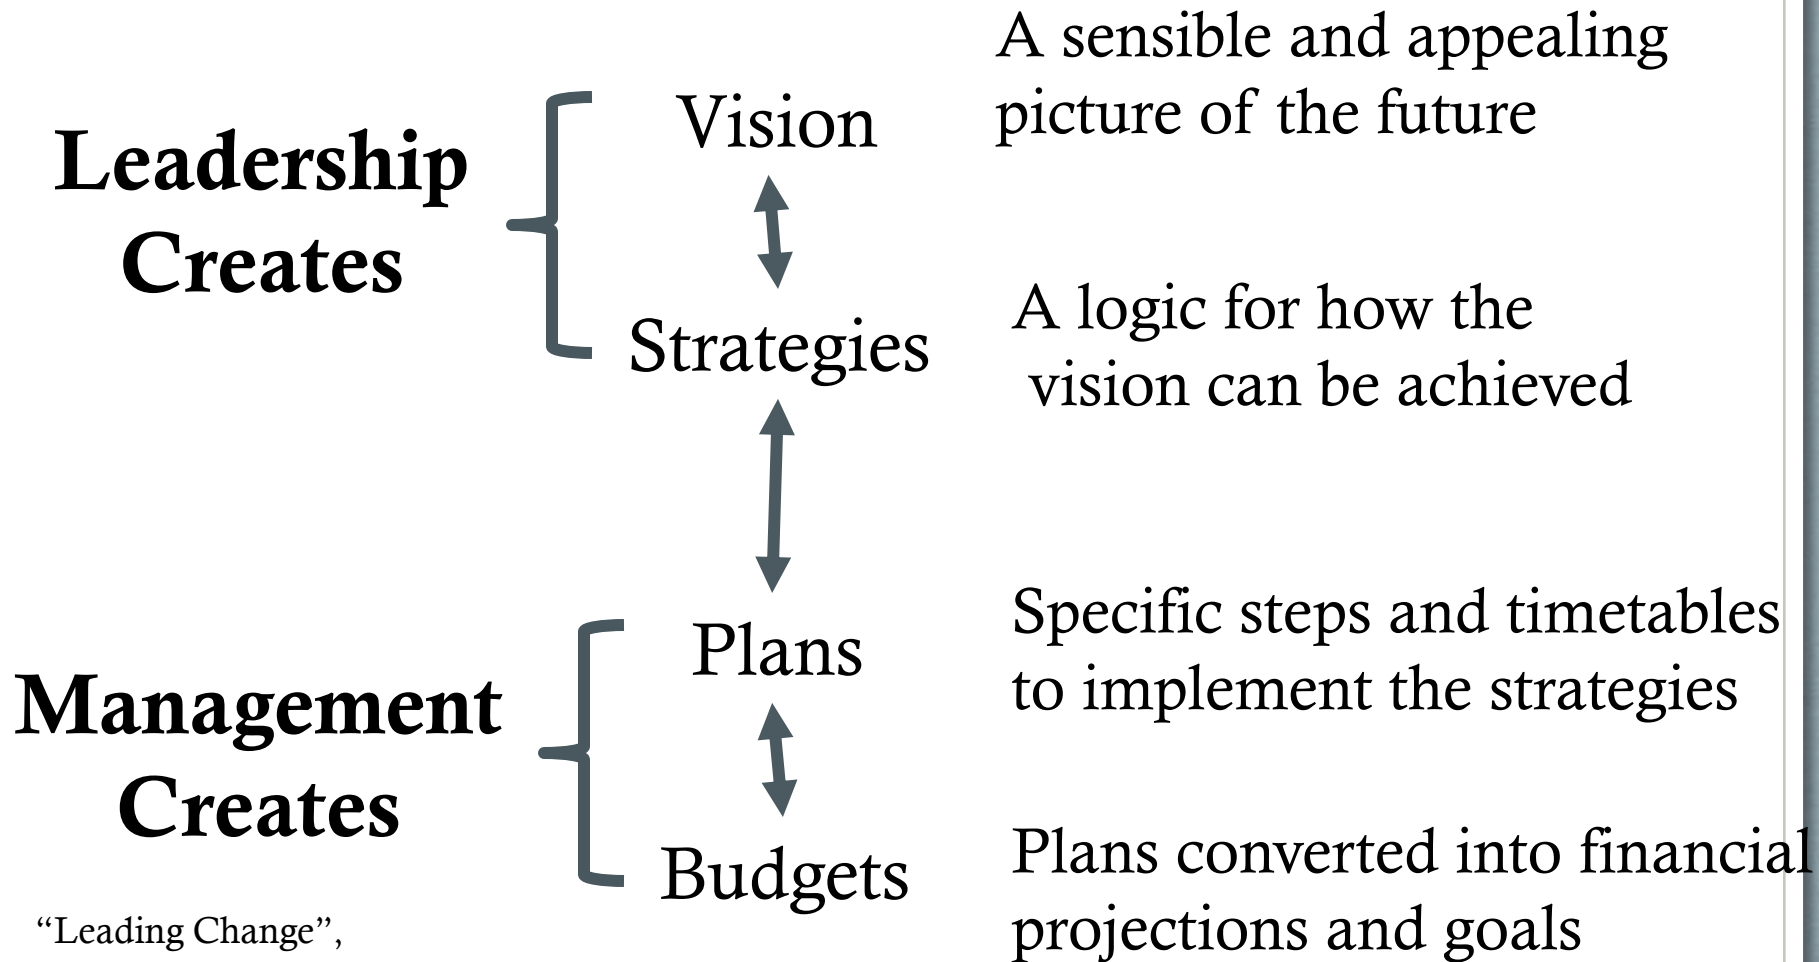 Leadership
Creates
Vision
A sensible and appealing
picture of the future
Strategies
A logic for how the
vision can be achieved
Management
Creates
Plans
Specific steps and timetables
to implement the strategies
Budgets
Plans converted into financial
projections and goals
“Leading Change”,